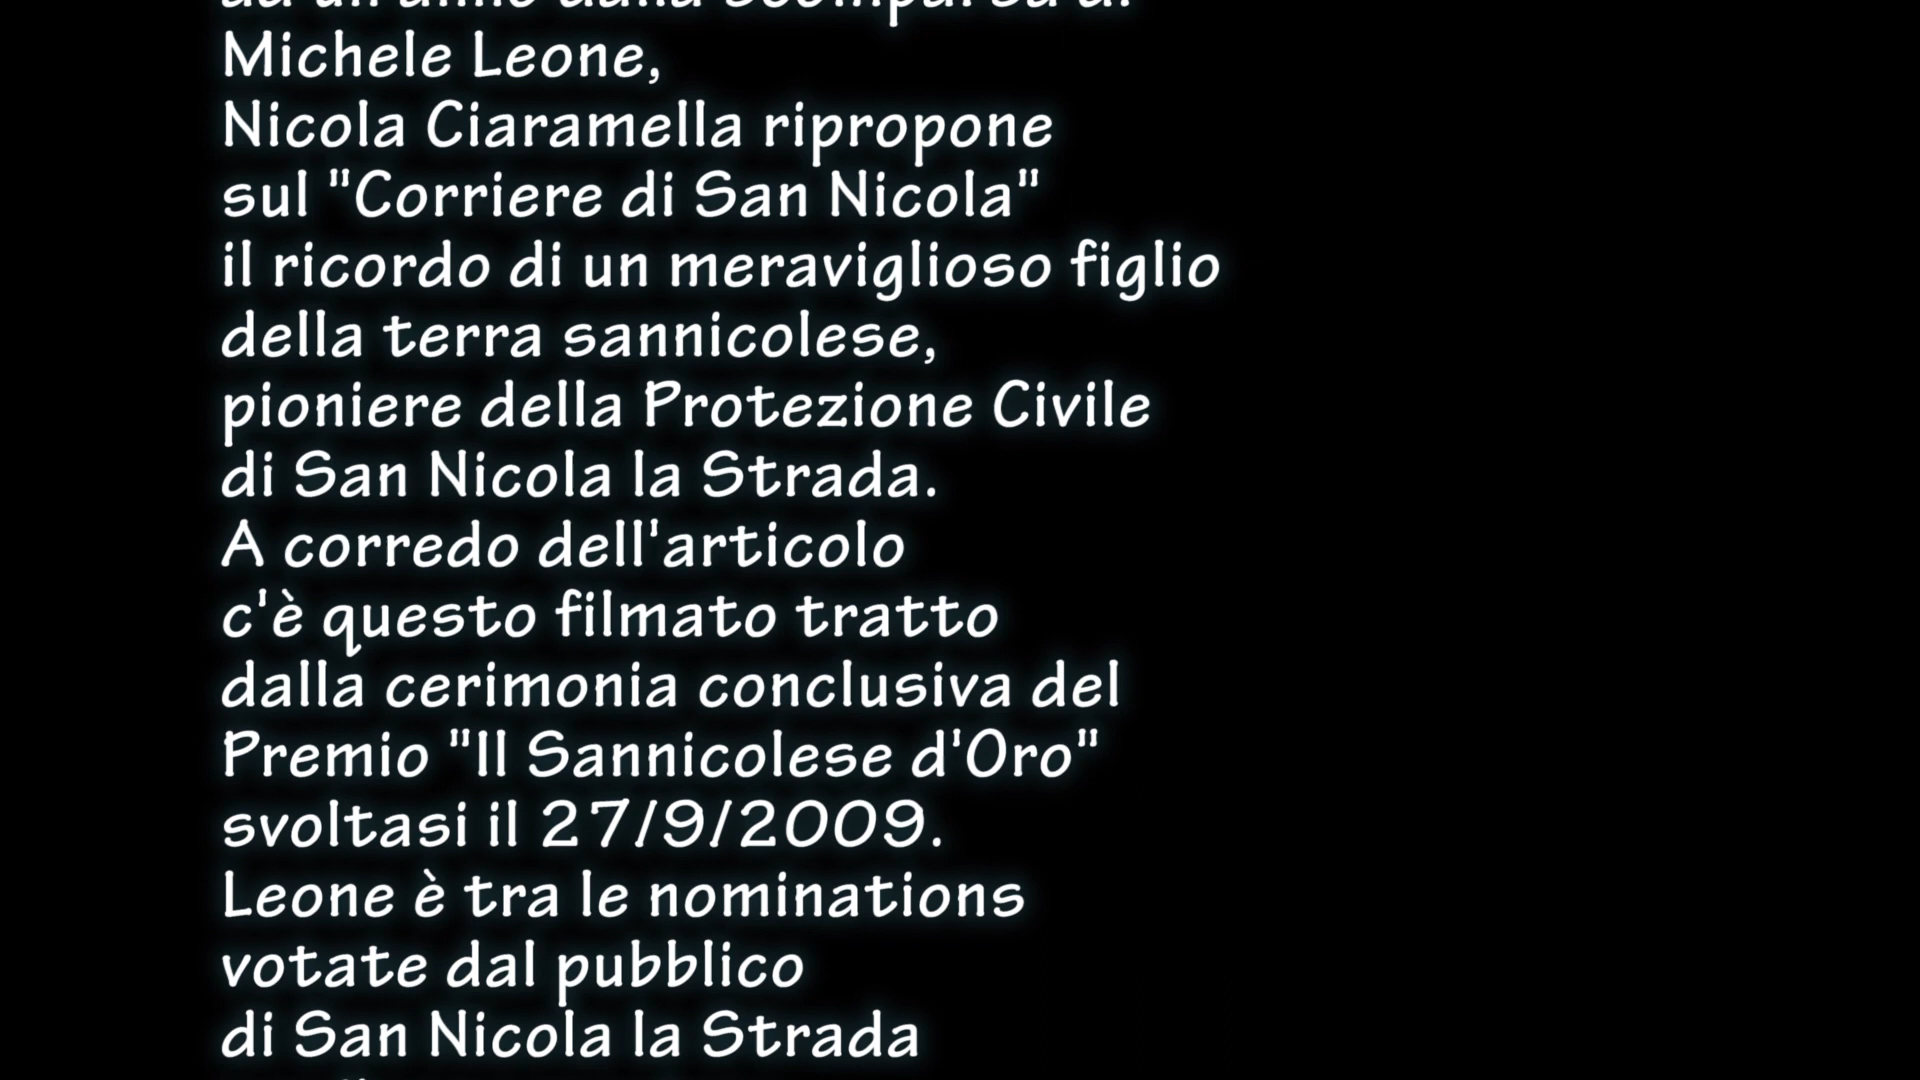 Michele Leone,
Nicola Ciaramella ripropone
sul "Corriere di San Nicola"
il ricordo di un meraviglioso figlio
della terra sannicolese,
pioniere della Protezione Civile
di San Nicola la Strada.
A corredo dell'articolo
c'è questo filmato tratto
dalla cerimonia conclusiva del
Premio "Il Sannicolese d'Oro"
svoltasi il 27/9/2009.
Leone è tra le nominations
votate dal pubblico
di San Nicola la Strada